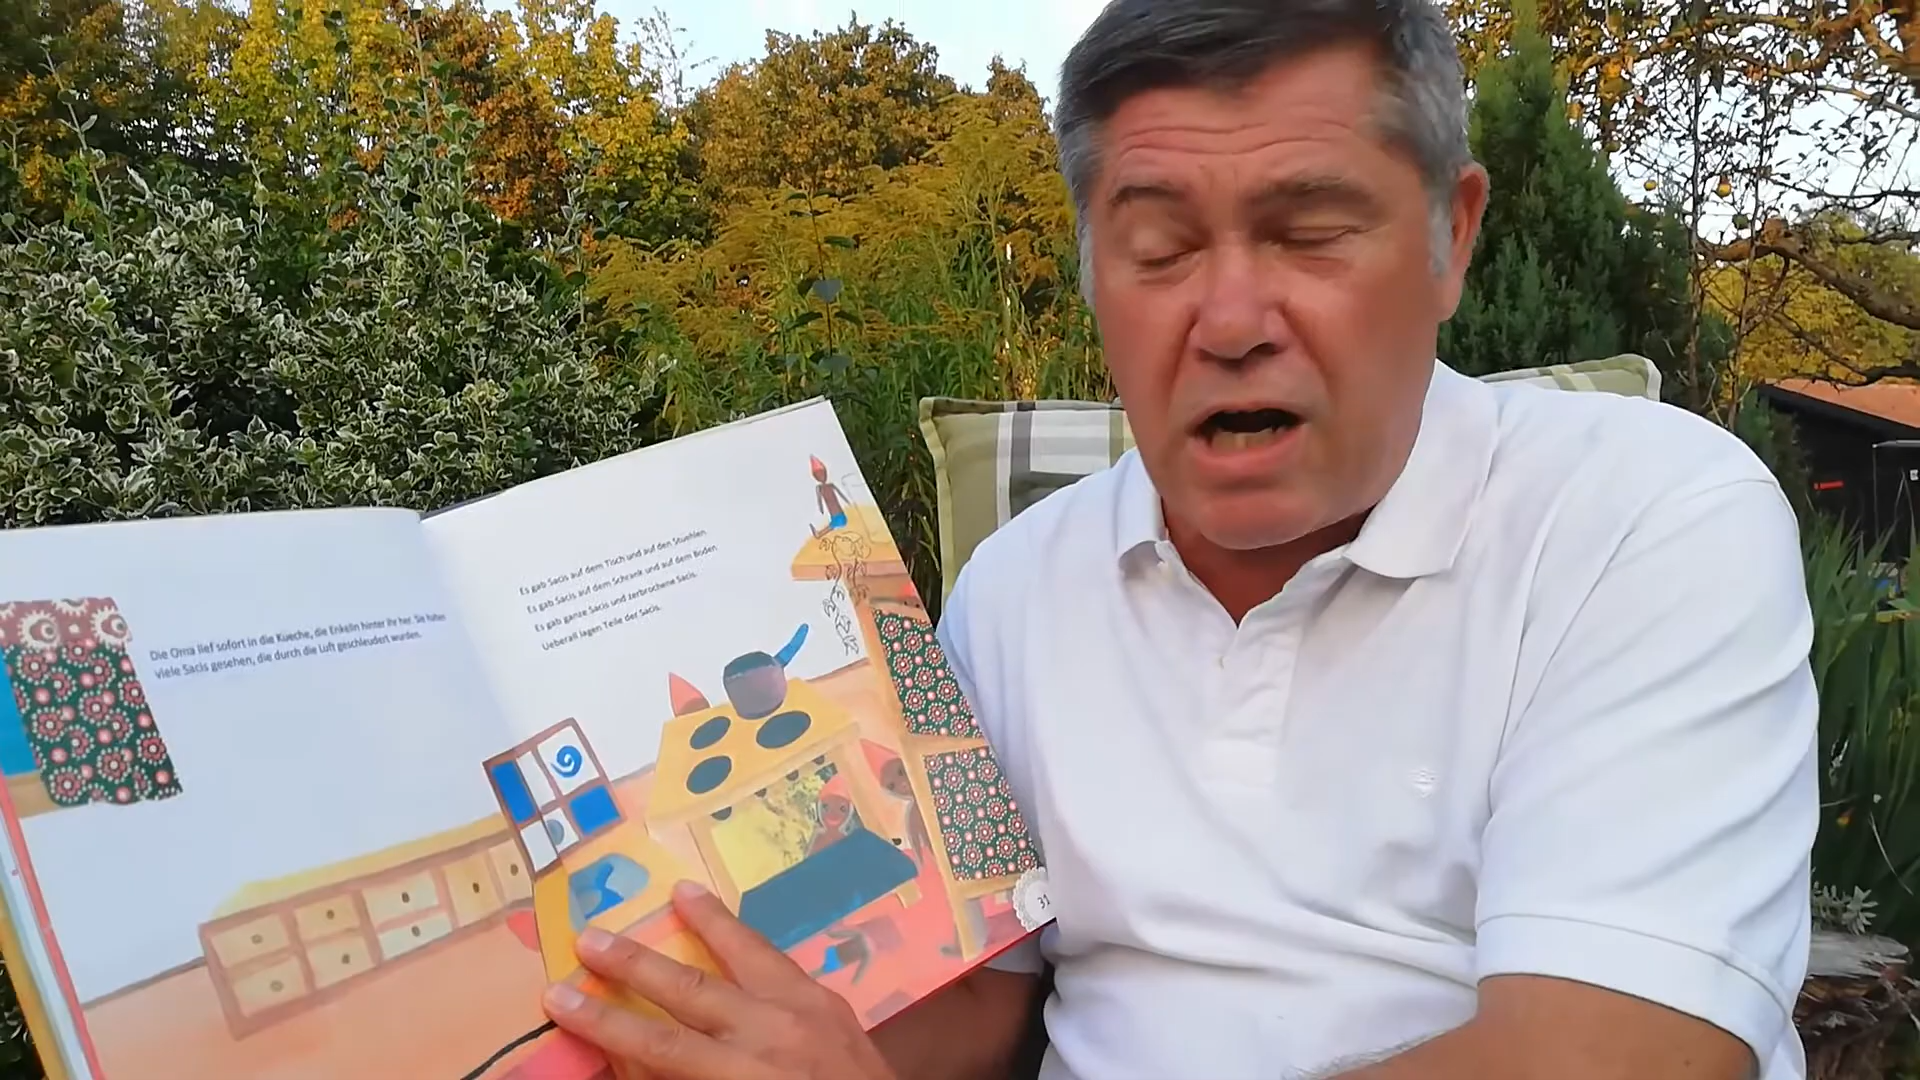 Die Oma lief sofort in die Kueche, die Enkelin hinter ihr her. Sie hatten
viele Sacis gesehen, die durch die Luft geschleudert wurden.
Es gab Sacis auf dem Tisch und auf den Stuehlen
Es gab Sacis auf dem Schrank und auf dem Boden
Es gab ganze Sacis und zerbrochene Sacis.
Ueberall lagen Teile der Sacis.
31